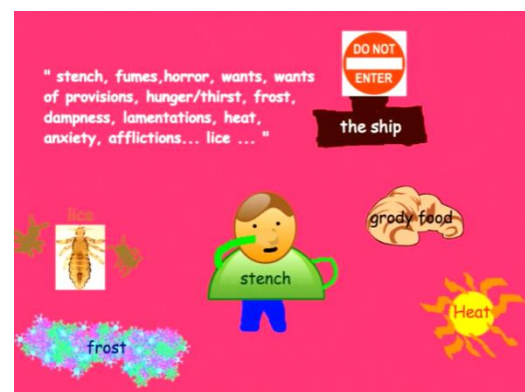 DO NOT
ENTER
" stench, fumes,horror, wants, wants
of provisions, hunger/thirst, frost,
dampness, lamentations, heat,
anxiety, afflictions... lice ... "
the ship
lice
grody food
stench
Heat
frost